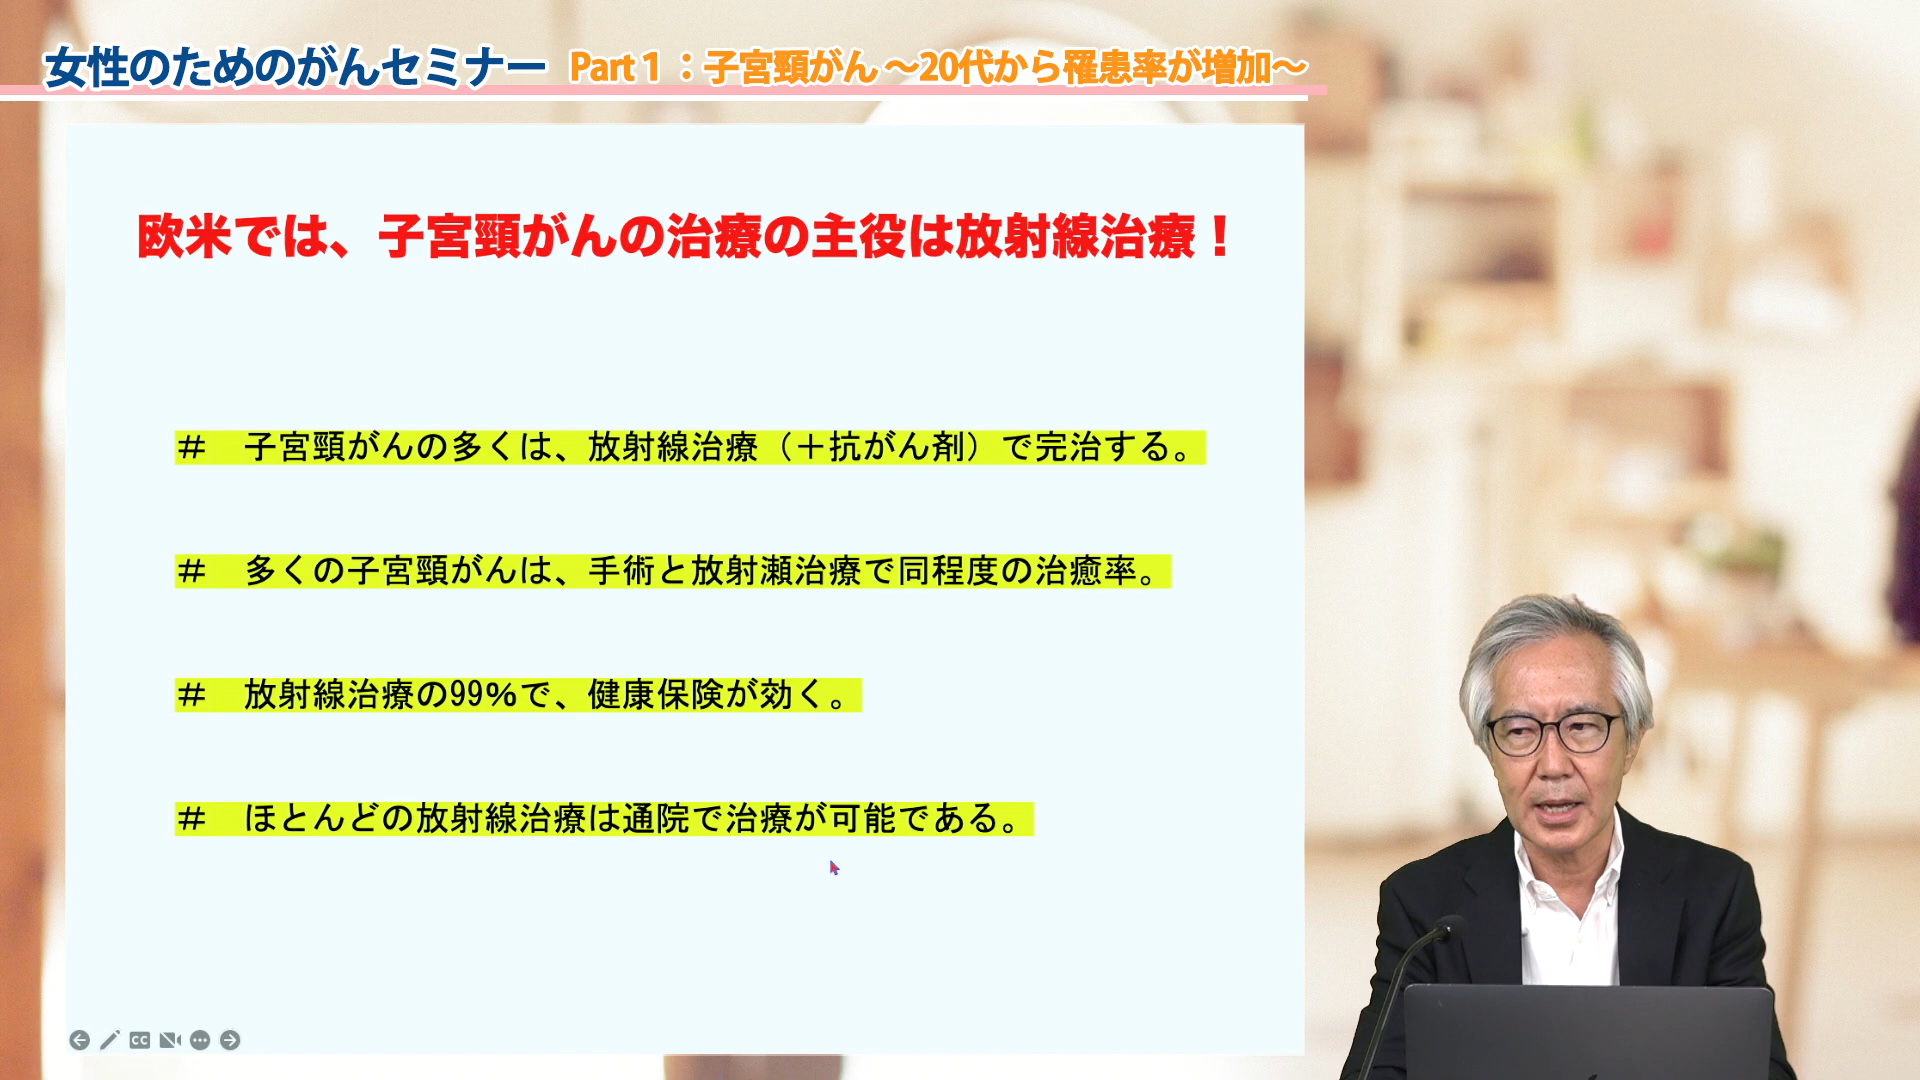 女性のためのがんセミナー Part１：子宮頸がん～20代から罹患率が増加～
欧米では、子宮頸がんの治療の主役は放射線治療！
＃　子宮頸がんの多くは、放射線治療（＋抗がん剤）で完治する。
＃　多くの子宮頸がんは、手術と放射瀬治療で同程度の治癒率。
＃　放射線治療の99％で、健康保険が効く。
＃　ほとんどの放射線治療は通院で治療が可能である。
CC